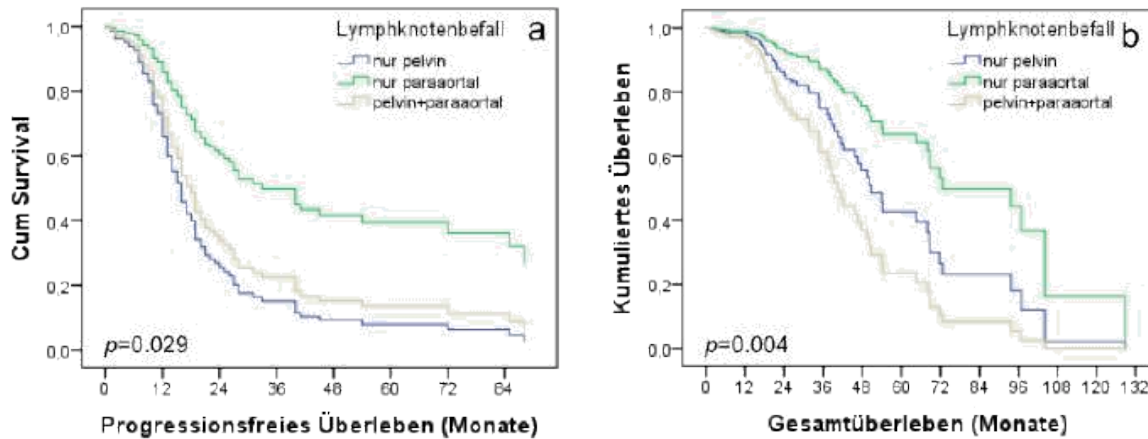 Lymphknotenbefall
a
nur pelvin
nur paraaortal
pelvin+paraaortal
Cum Survival
1,0
0,8
0,6
0,4
0,2
0,0
p=0.029
0 12 24 36 48 60 72 84
Progressionsfreies Überleben (Monate)
Lymphknotenbefall
b
nur pelvin
nur paraaortal
pelvin+paraaortal
Kumuliertes Überleben
1,0
0,8
0,6
0,4
0,2
0,0
p=0.004
0 12 24 36 48 60 72 84 96 108 120 132
Gesamtüberleben (Monate)